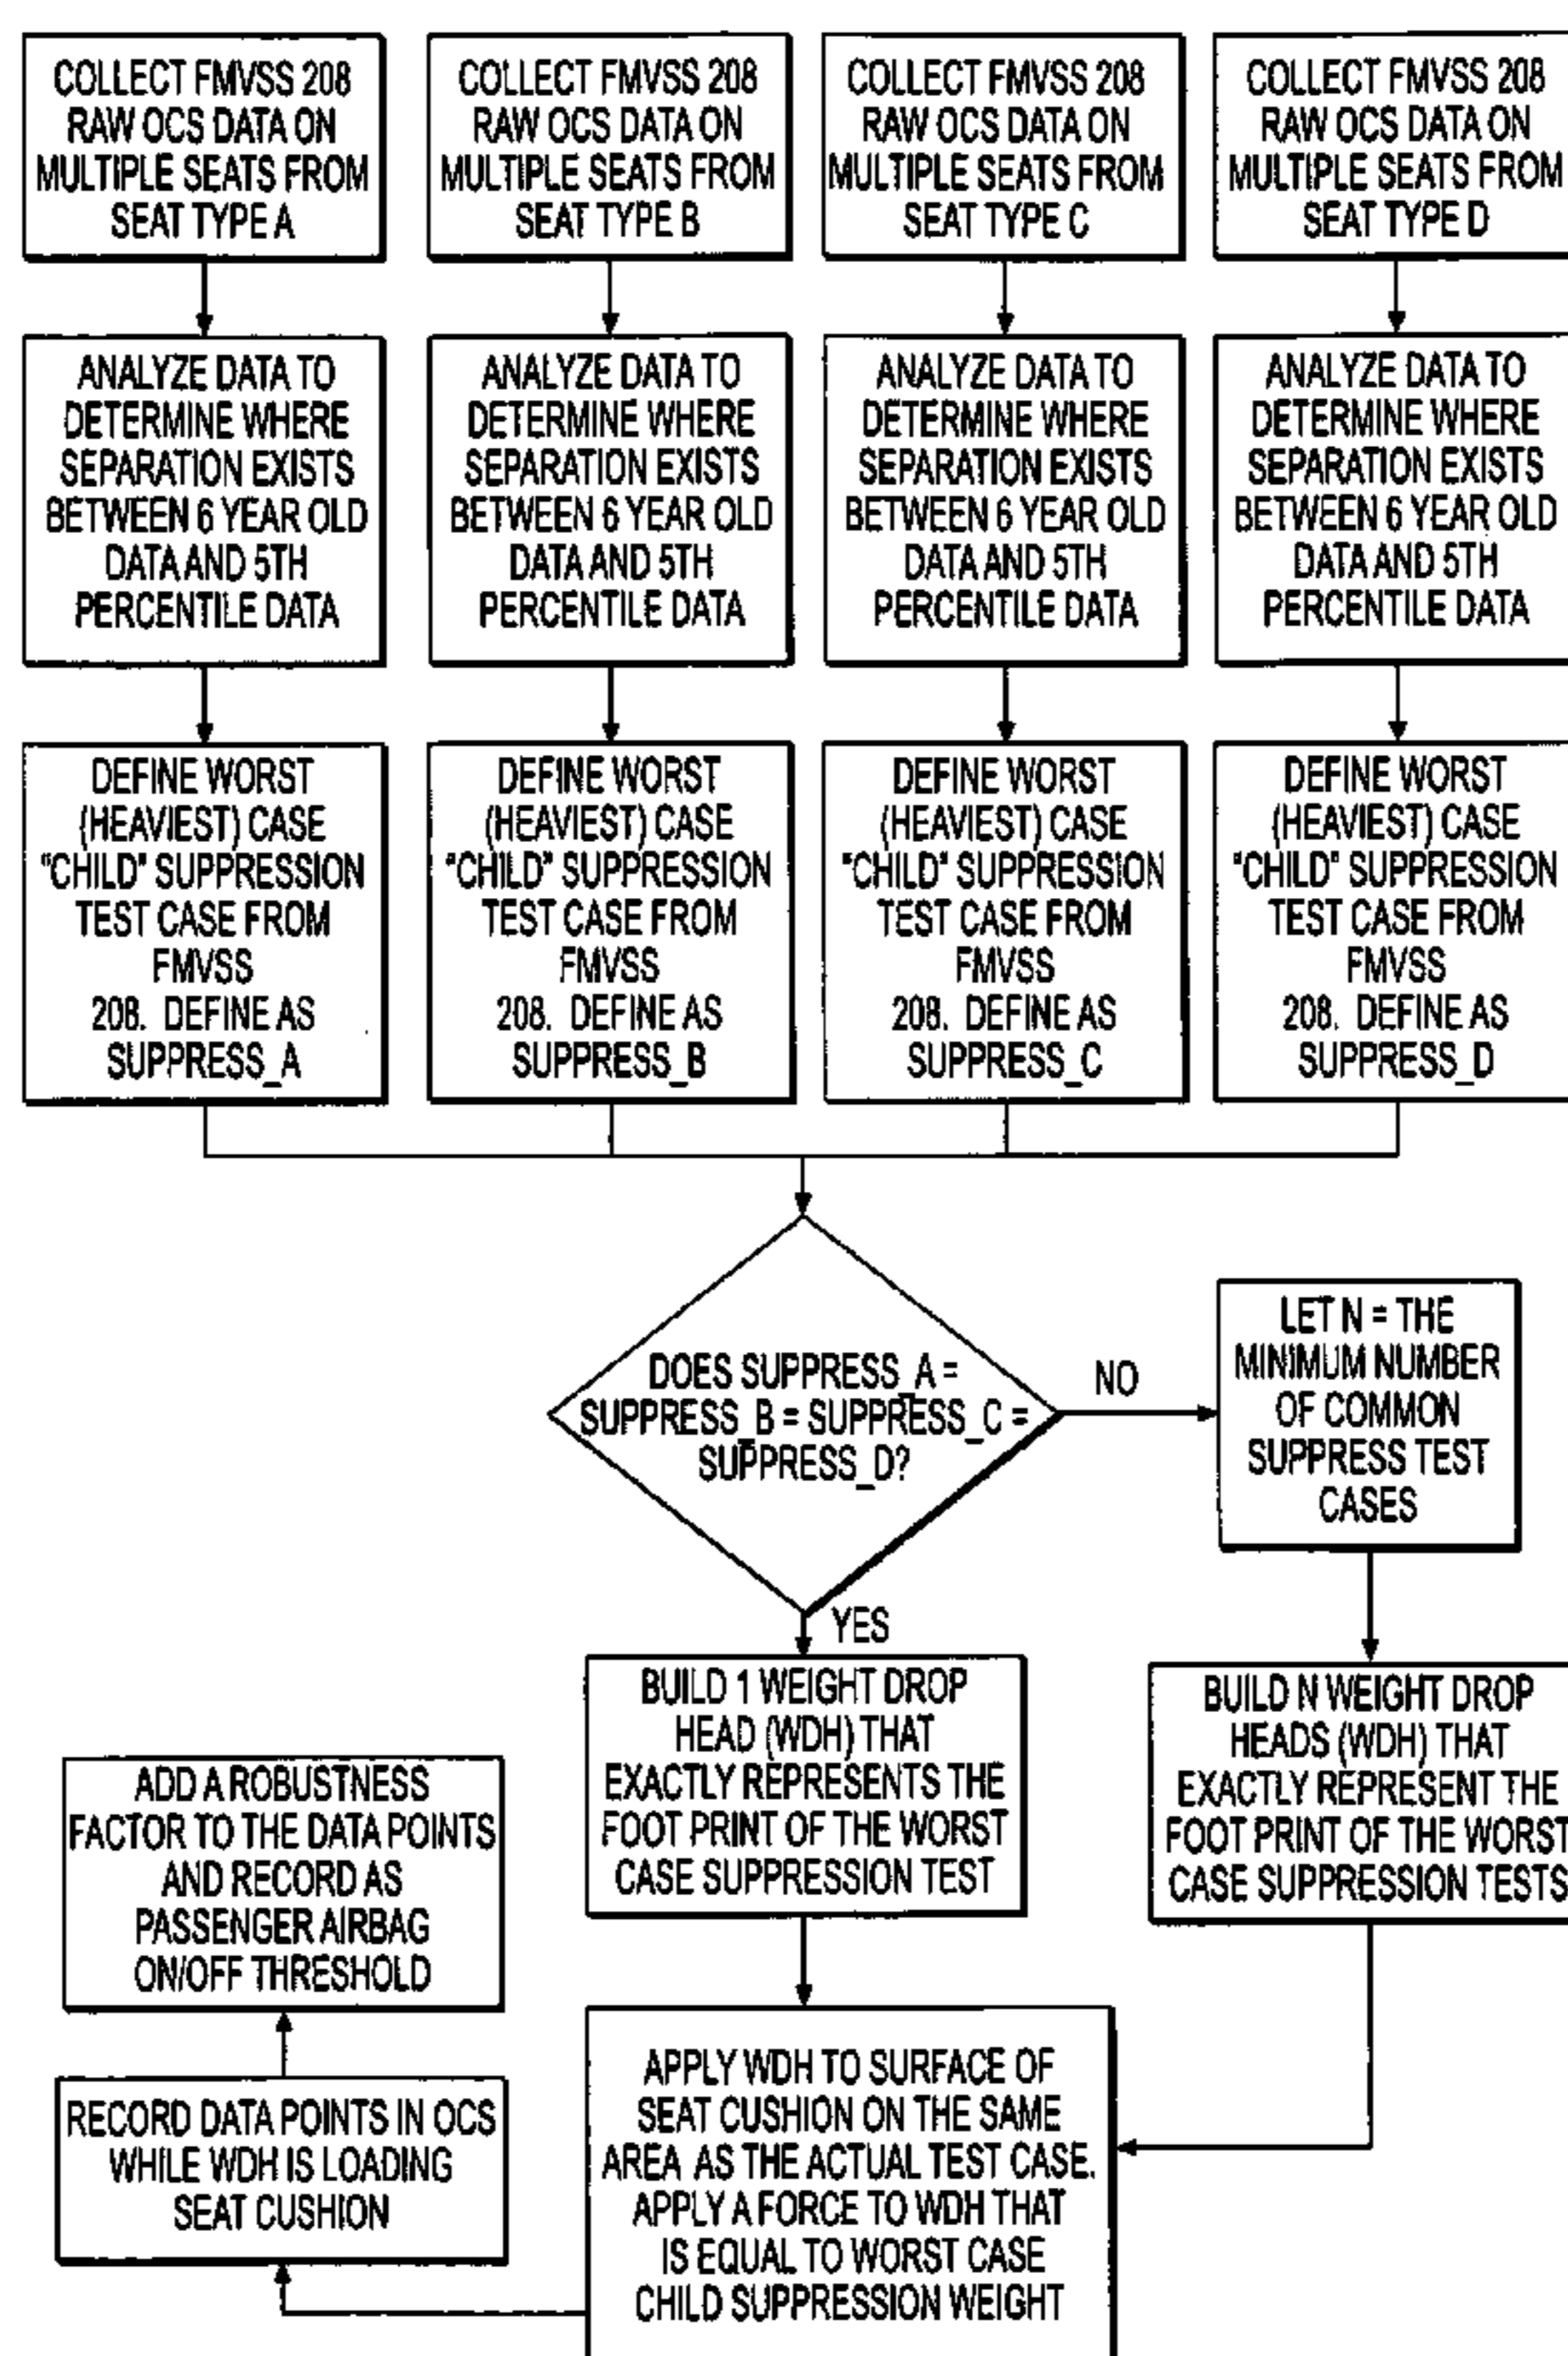 COLLECT FMVSS 208
RAW OCS DATA ON
MULTIPLE SEATS FROM
SEAT TYPE A
COLLECT FMVSS 208
RAW OCS DATA ON
MULTIPLE SEATS FROM
SEAT TYPE B
COLLECT FMVSS 208
RAW OCS DATA ON
MULTIPLE SEATS FROM
SEAT TYPE C
COLLECT FMVSS 208
RAW OCS DATA ON
MULTIPLE SEATS FROM
SEAT TYPE D
ANALYZE DATA TO
DETERMINE WHERE
SEPARATION EXISTS
BETWEEN 6 YEAR OLD
DATA AND 5TH
PERCENTILE DATA
ANALYZE DATA TO
DETERMINE WHERE
SEPARATION EXISTS
BETWEEN 6 YEAR OLD
DATA AND 5TH
PERCENTILE DATA
ANALYZE DATA TO
DETERMINE WHERE
SEPARATION EXISTS
BETWEEN 6 YEAR OLD
DATA AND 5TH
PERCENTILE DATA
ANALYZE DATA TO
DETERMINE WHERE
SEPARATION EXISTS
BETWEEN 6 YEAR OLD
DATA AND 5TH
PERCENTILE DATA
DEFINE WORST
(HEAVIEST) CASE
"CHILD" SUPPRESSION
TEST CASE FROM
FMVSS
208. DEFINE AS
SUPPRESS_A
DEFINE WORST
(HEAVIEST) CASE
"CHILD" SUPPRESSION
TEST CASE FROM
FMVSS
208. DEFINE AS
SUPPRESS_B
DEFINE WORST
(HEAVIEST) CASE
"CHILD" SUPPRESSION
TEST CASE FROM
FMVSS
208. DEFINE AS
SUPPRESS_C
DEFINE WORST
(HEAVIEST) CASE
"CHILD" SUPPRESSION
TEST CASE FROM
FMVSS
208. DEFINE AS
SUPPRESS_D
DOES SUPPRESS_A =
SUPPRESS_B = SUPPRESS_C =
SUPPRESS_D?
NO
LET N = THE
MINIMUM NUMBER
OF COMMON
SUPPRESS TEST
CASES
YES
BUILD 1 WEIGHT DROP
HEAD (WDH) THAT
EXACTLY REPRESENTS THE
FOOT PRINT OF THE WORST
CASE SUPPRESSION TEST
BUILD N WEIGHT DROP
HEADS (WDH) THAT
EXACTLY REPRESENT THE
FOOT PRINT OF THE WORST
CASE SUPPRESSION TESTS
ADD A ROBUSTNESS
FACTOR TO THE DATA POINTS
AND RECORD AS
PASSENGER AIRBAG
ON/OFF THRESHOLD
APPLY WDH TO SURFACE OF
SEAT CUSHION ON THE SAME
AREA AS THE ACTUAL TEST CASE.
APPLY A FORCE TO WDH THAT
IS EQUAL TO WORST CASE
CHILD SUPPRESSION WEIGHT
RECORD DATA POINTS IN OCS
WHILE WDH IS LOADING
SEAT CUSHION